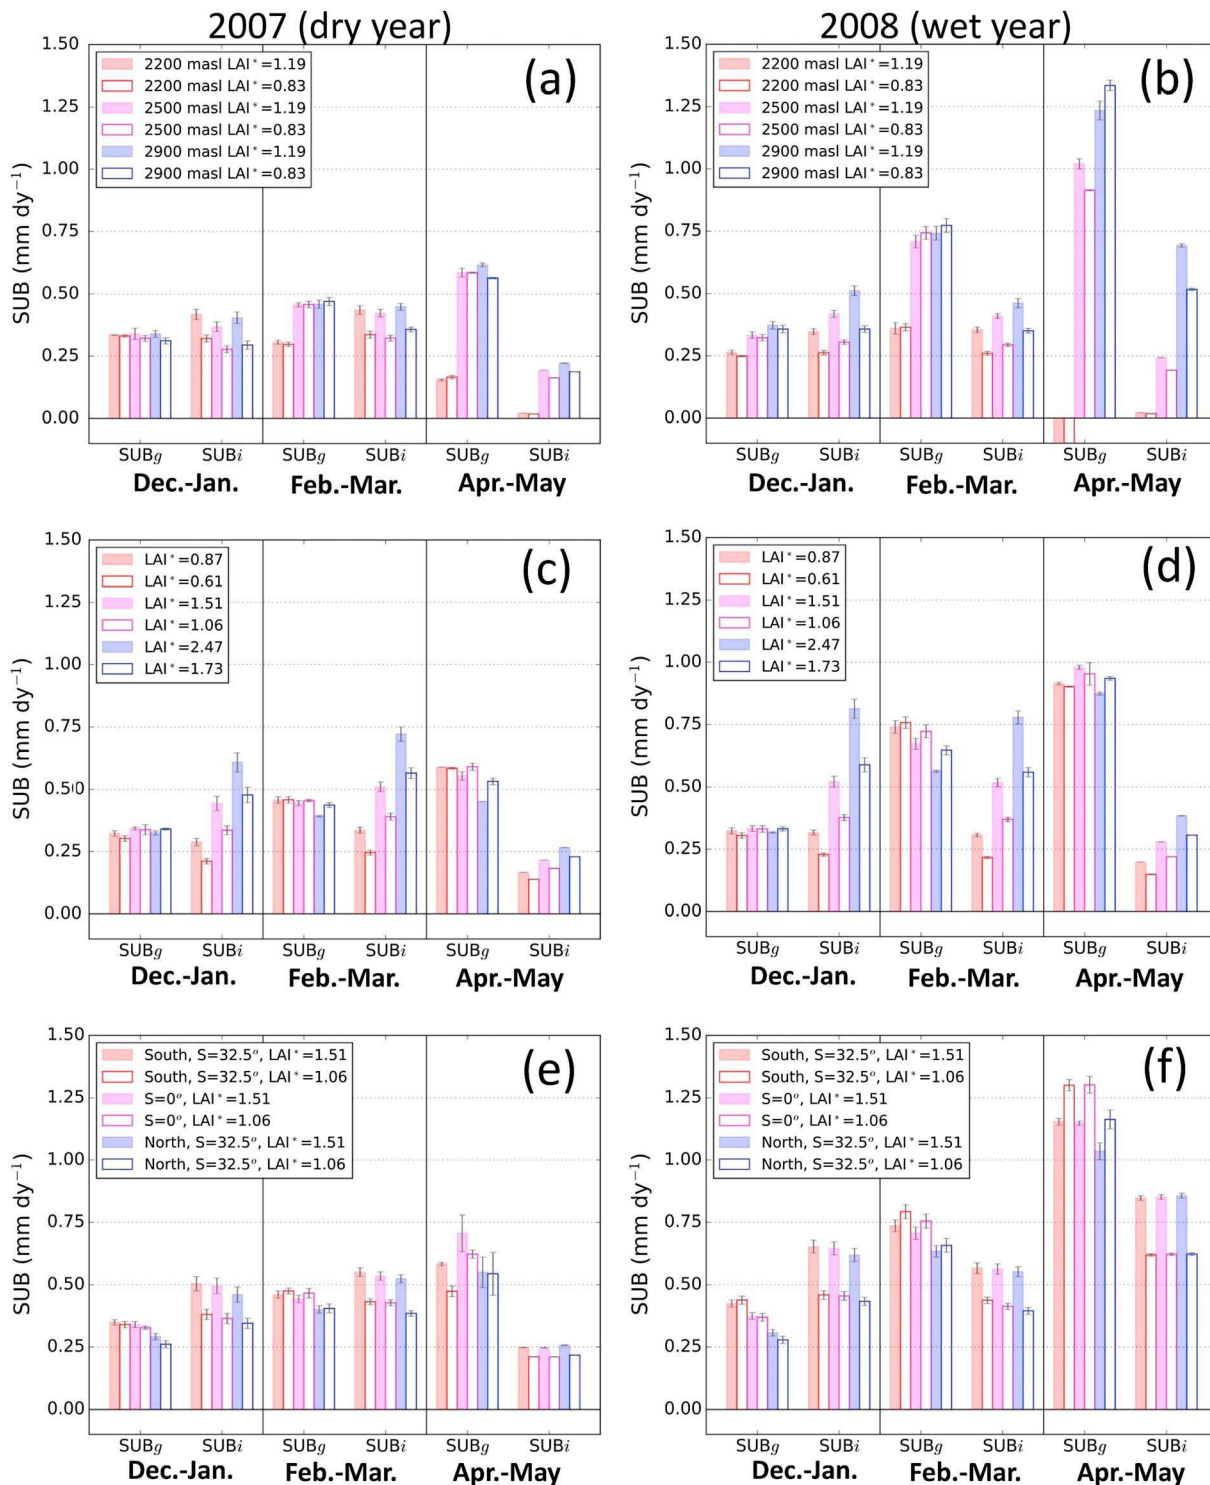 2007 (dry year)
2008 (wet year)
(a)
1.50
1.25
1.00
0.75
0.50
0.25
0.00
SUB (mm dy⁻¹)
2200 masl LAI*=1.19
2200 masl LAI*=0.83
2500 masl LAI*=1.19
2500 masl LAI*=0.83
2900 masl LAI*=1.19
2900 masl LAI*=0.83
SUBg SUBi SUBg SUBi SUBg SUBi
Dec.-Jan. Feb.-Mar. Apr.-May
(b)
1.50
1.25
1.00
0.75
0.50
0.25
0.00
SUB (mm dy⁻¹)
2200 masl LAI*=1.19
2200 masl LAI*=0.83
2500 masl LAI*=1.19
2500 masl LAI*=0.83
2900 masl LAI*=1.19
2900 masl LAI*=0.83
SUBg SUBi SUBg SUBi SUBg SUBi
Dec.-Jan. Feb.-Mar. Apr.-May
(c)
1.50
1.25
1.00
0.75
0.50
0.25
0.00
SUB (mm dy⁻¹)
LAI*=0.87
LAI*=0.61
LAI*=1.51
LAI*=1.06
LAI*=2.47
LAI*=1.73
SUBg SUBi SUBg SUBi SUBg SUBi
Dec.-Jan. Feb.-Mar. Apr.-May
(d)
1.50
1.25
1.00
0.75
0.50
0.25
0.00
SUB (mm dy⁻¹)
LAI*=0.87
LAI*=0.61
LAI*=1.51
LAI*=1.06
LAI*=2.47
LAI*=1.73
SUBg SUBi SUBg SUBi SUBg SUBi
Dec.-Jan. Feb.-Mar. Apr.-May
(e)
1.50
1.25
1.00
0.75
0.50
0.25
0.00
SUB (mm dy⁻¹)
South, S=32.5º, LAI*=1.51
South, S=32.5º, LAI*=1.06
S=0º, LAI*=1.51
S=0º, LAI*=1.06
North, S=32.5º, LAI*=1.51
North, S=32.5º, LAI*=1.06
SUBg SUBi SUBg SUBi SUBg SUBi
Dec.-Jan. Feb.-Mar. Apr.-May
(f)
1.50
1.25
1.00
0.75
0.50
0.25
0.00
SUB (mm dy⁻¹)
South, S=32.5º, LAI*=1.51
South, S=32.5º, LAI*=1.06
S=0º, LAI*=1.51
S=0º, LAI*=1.06
North, S=32.5º, LAI*=1.51
North, S=32.5º, LAI*=1.06
SUBg SUBi SUBg SUBi SUBg SUBi
Dec.-Jan. Feb.-Mar. Apr.-May